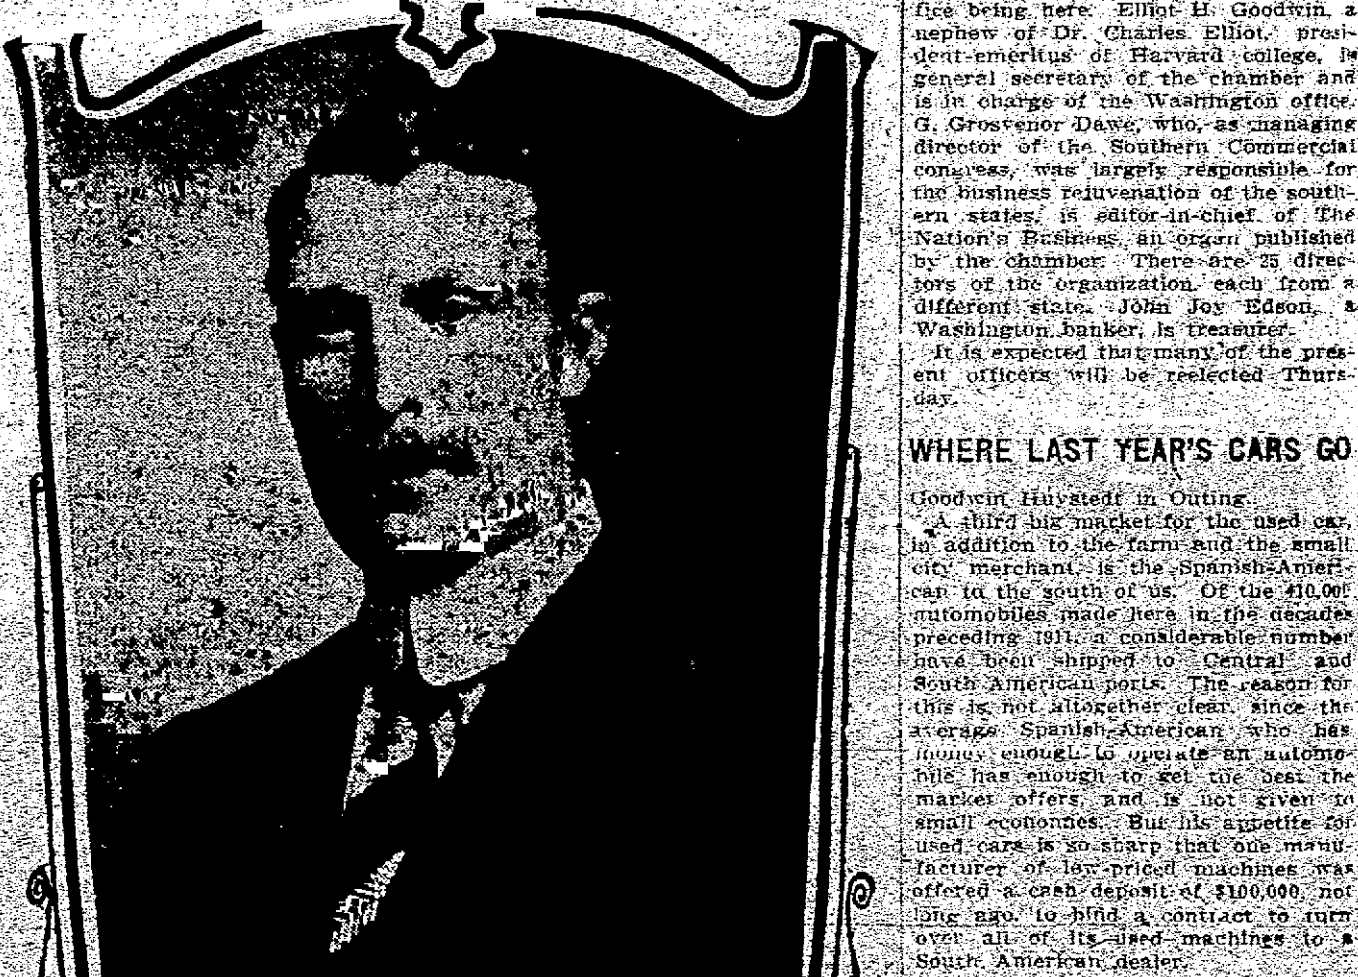 fice being here. Elliot H. Goodwin, a
nephew of Dr. Charles Elliot, presi-
dent-emeritus of Harvard college, is
general secretary of the chamber and
is in charge of the Washington office.
G. Grosvenor Dawe, who, as managing
director of the Southern Commercial
congress, was largely responsible for
the business rejuvenation of the south-
ern states, is editor-in-chief of The
Nation's Business, an organ published
by the chamber. There are 25 direc-
tors of the organization, each from a
different state. John Joy Edson, a
Washington banker, is treasurer.
It is expected that many of the pres-
ent officers will be reelected Thurs-
day.
WHERE LAST YEAR'S CARS GO
Goodwin Huystedt in Outing.
A third big market for the used car,
in addition to the farm and the small
city merchant, is the Spanish-Ameri-
can to the south of us. Of the 410,000
automobiles made here in the decades
preceding 1911, a considerable number
have been shipped to Central and
South American ports. The reason for
this is not altogether clear, since the
average Spanish-American who has
money enough to operate an automo-
bile has enough to get the best the
market offers, and is not given to
small economies. But his appetite for
used cars is so sharp that one manu-
facturer of low-priced machines was
offered a cash deposit of $100,000, not
long ago, to bind a contract to turn
over all of its used machines to a
South American dealer.